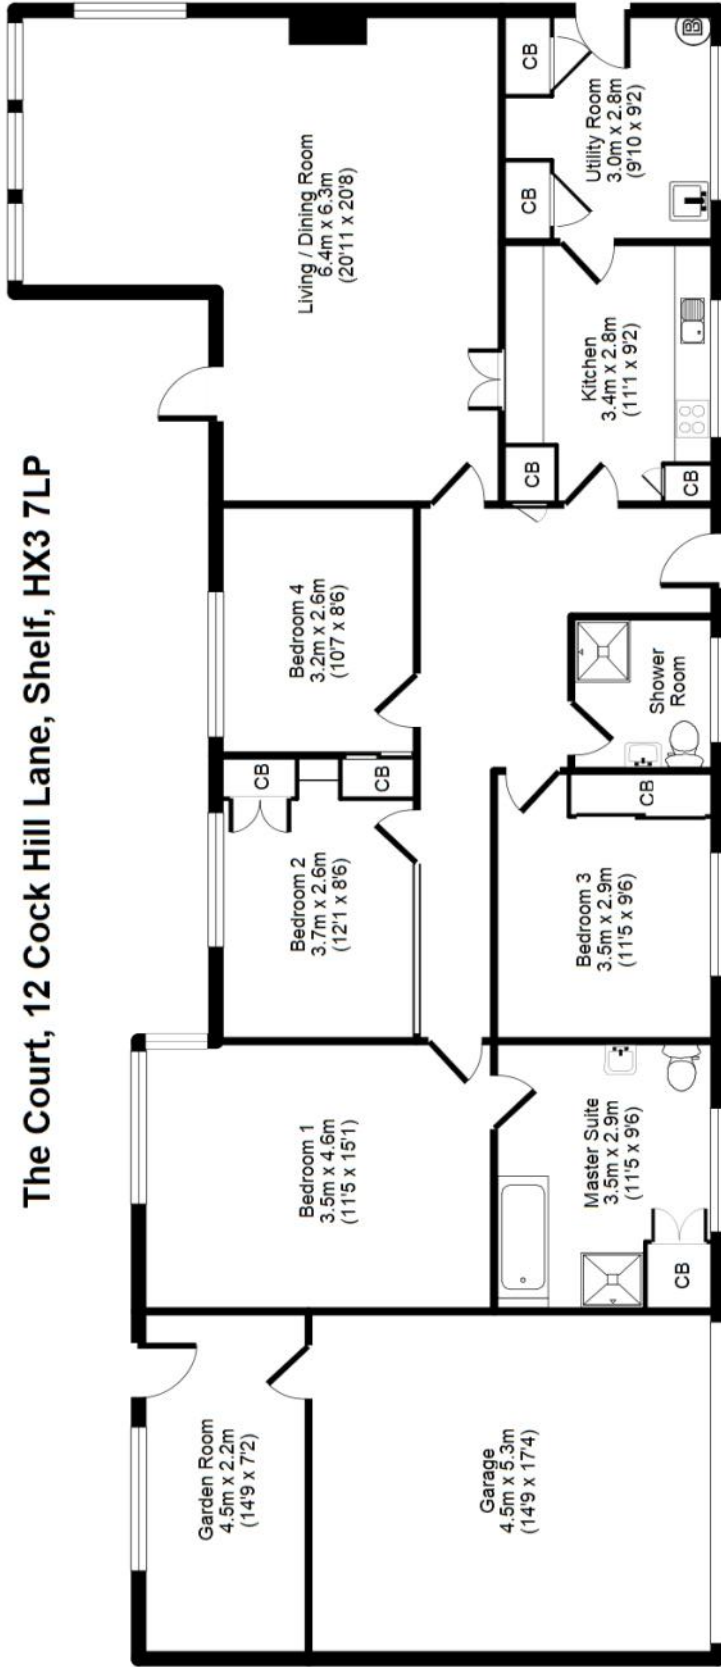 The Court, 12 Cock Hill Lane, Shelf, HX3 7LP
Garden Room
4.5m x 2.2m
(14'9 x 7'2)
Garage
4.5m x 5.3m
(14'9 x 17'4)
Bedroom 1
3.5m x 4.6m
(11'5 x 15'1)
Master Suite
3.5m x 2.9m
(11'5 x 9'6)
CB
Bedroom 2
3.7m x 2.6m
(12'1 x 8'6)
CB
CB
Bedroom 3
3.5m x 2.9m
(11'5 x 9'6)
CB
Bedroom 4
3.2m x 2.6m
(10'7 x 8'6)
Shower
Room
Living / Dining Room
6.4m x 6.3m
(20'11 x 20'8)
CB
Kitchen
3.4m x 2.8m
(11'1 x 9'2)
CB
CB
CB
Utility Room
3.0m x 2.8m
(9'10 x 9'2)
B